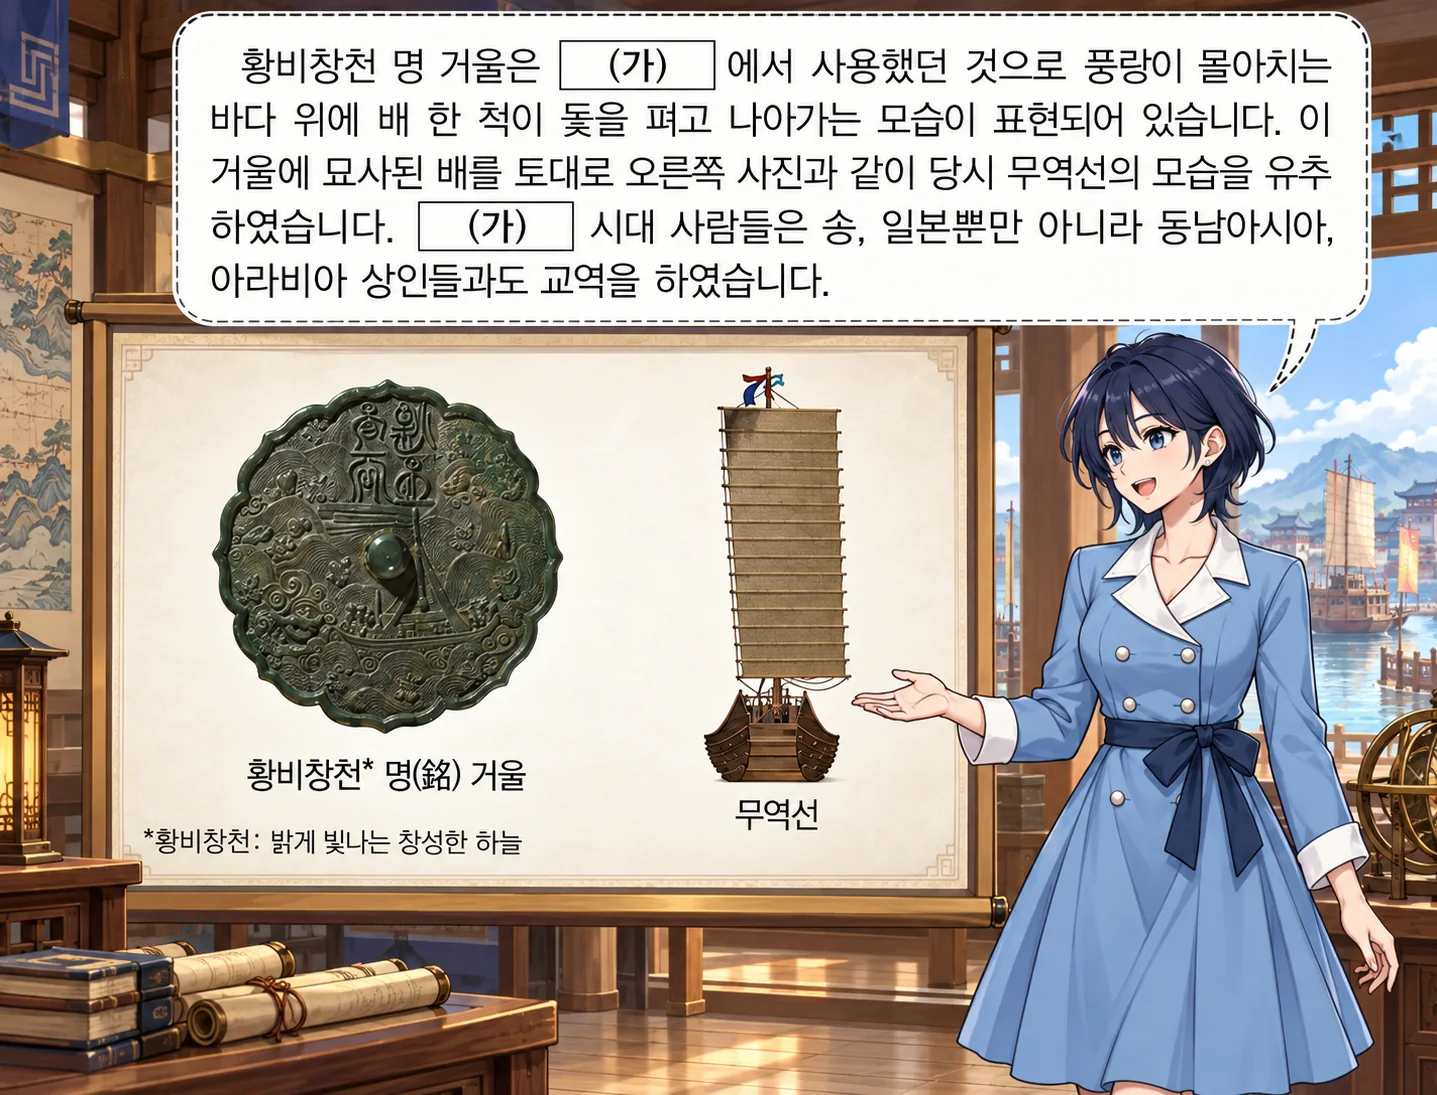 황비창천 명 거울은 (가) 에서 사용했던 것으로 풍랑이 몰아치는
바다 위에 배 한 척이 돛을 펴고 나아가는 모습이 표현되어 있습니다. 이
거울에 묘사된 배를 토대로 오른쪽 사진과 같이 당시 무역선의 모습을 유추
하였습니다. (가) 시대 사람들은 송, 일본뿐만 아니라 동남아시아,
아라비아 상인들과도 교역을 하였습니다.
황비창천* 명(銘) 거울
무역선
*황비창천: 밝게 빛나는 창성한 하늘